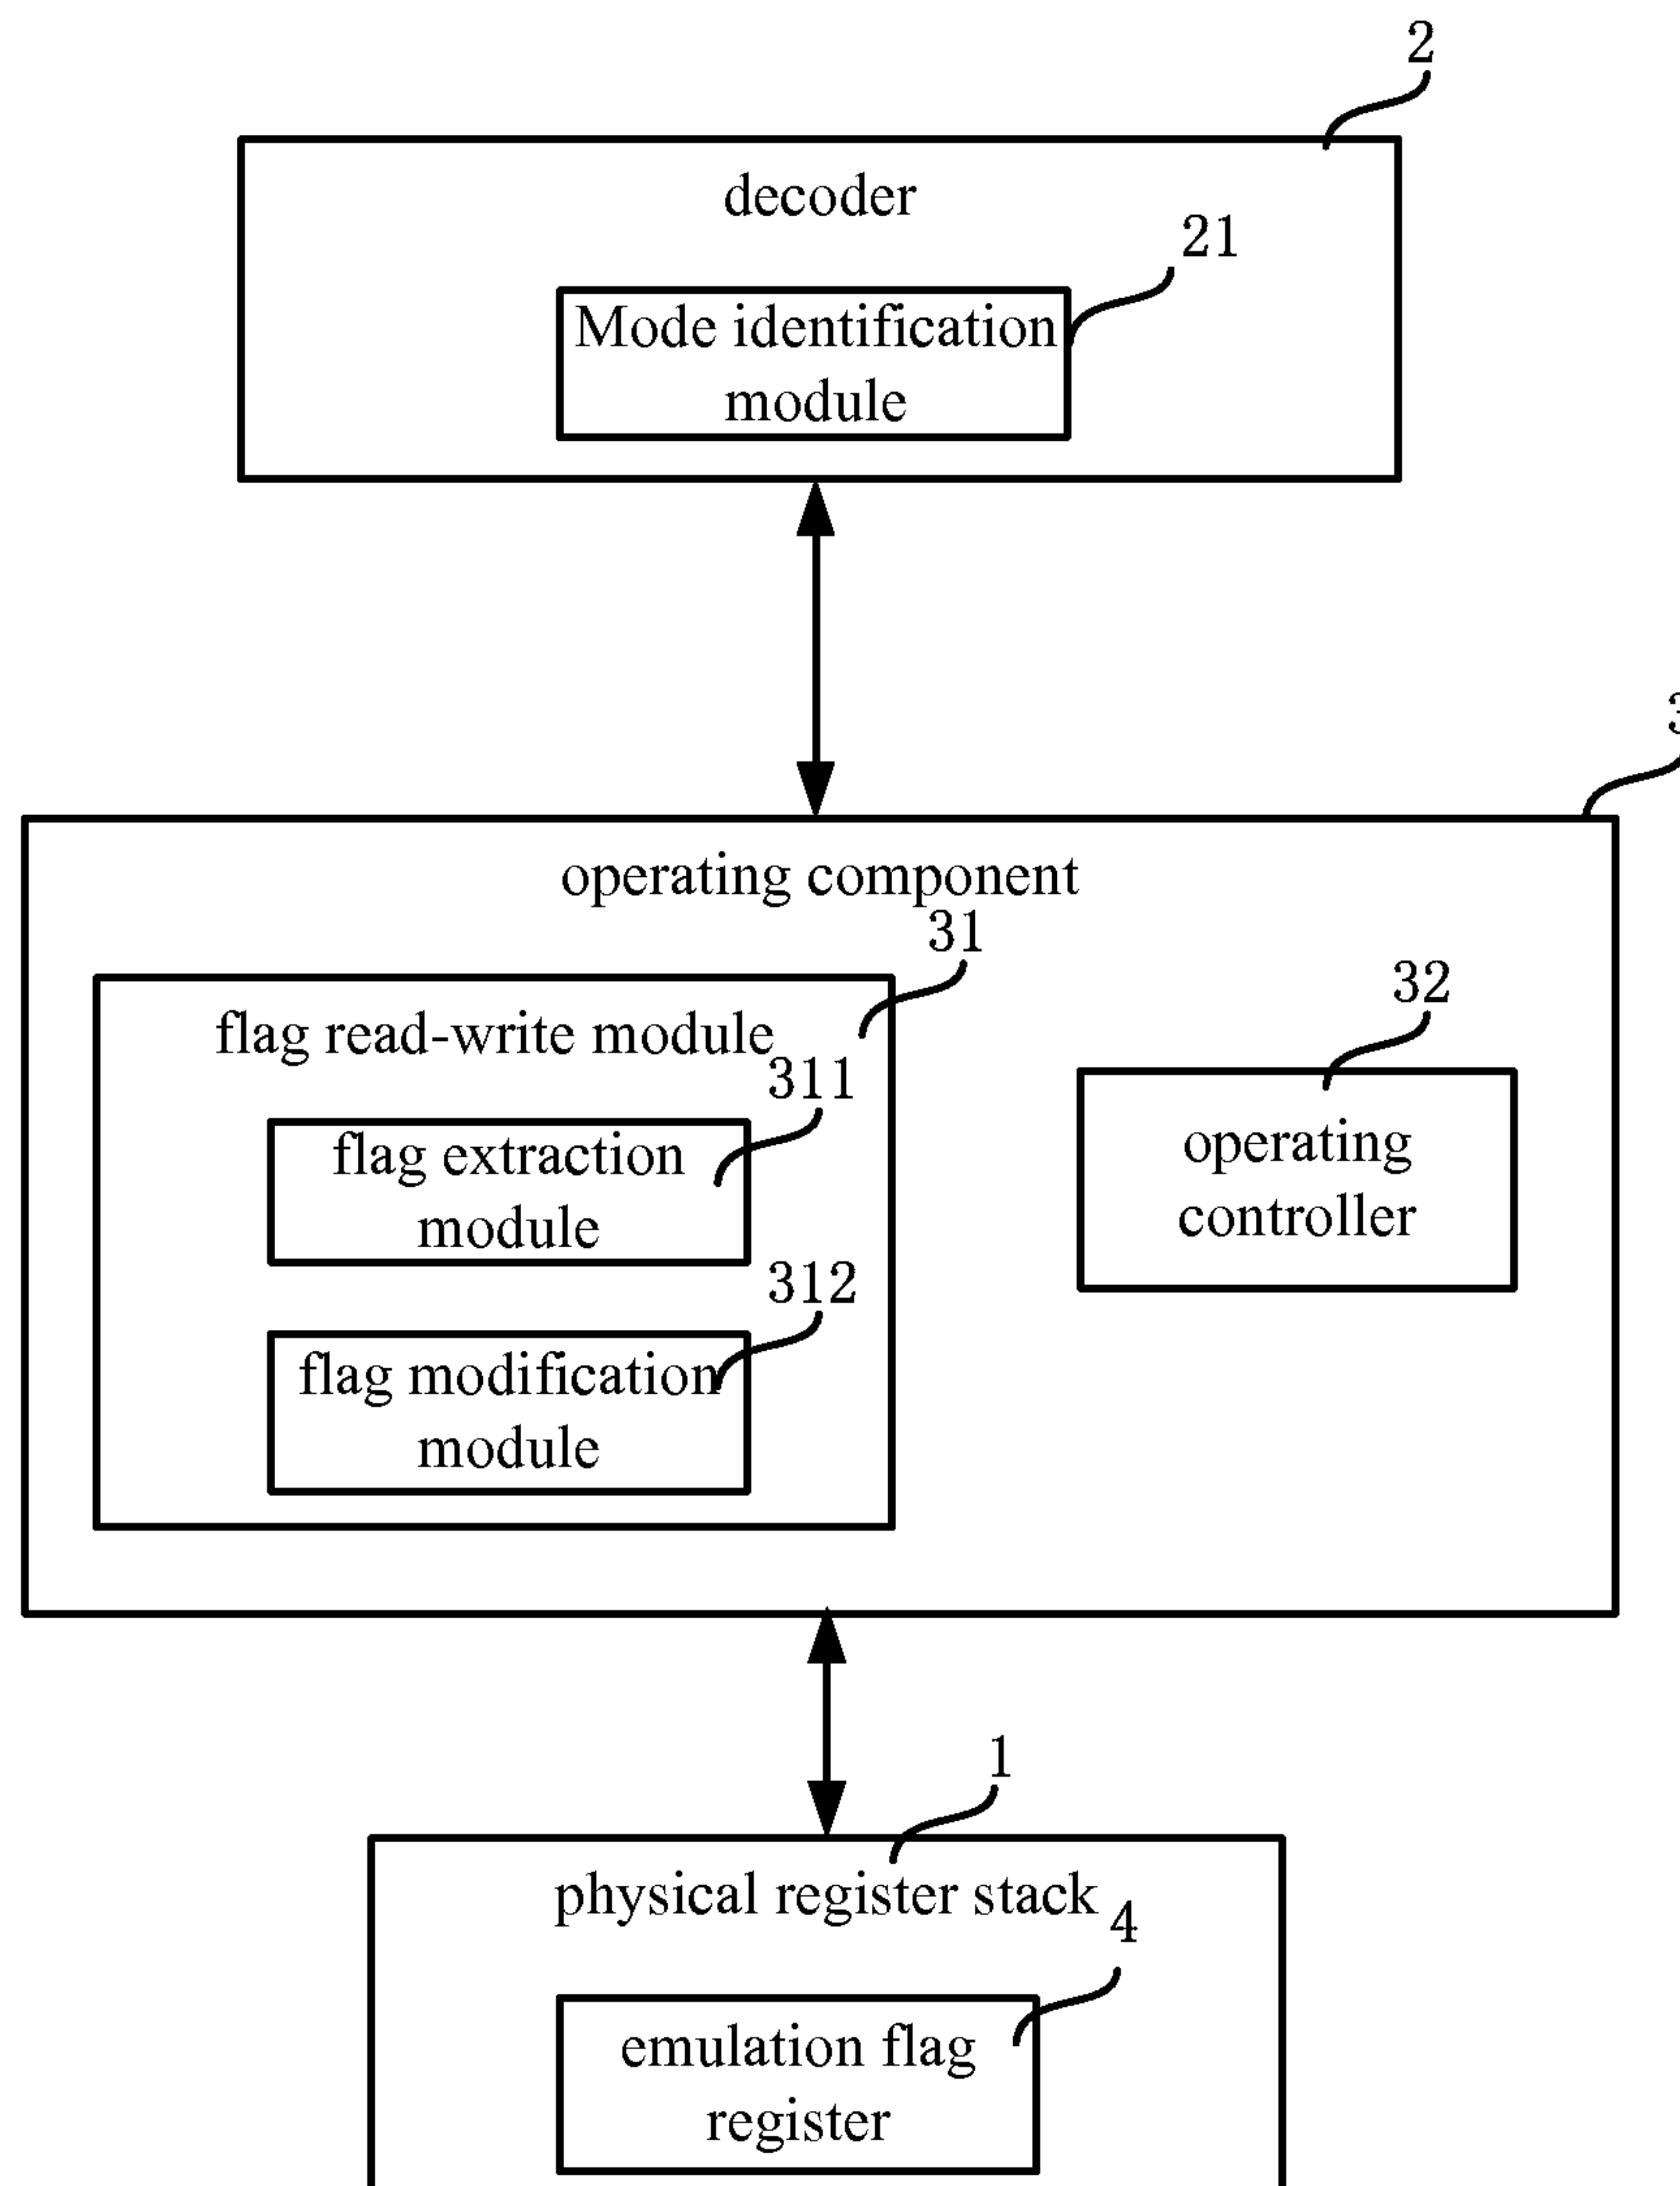 2
decoder
21
Mode identification
module
3
operating component
31
32
flag read-write module
311
flag extraction
module
operating
controller
312
flag modification
module
1
physical register stack
4
emulation flag
register